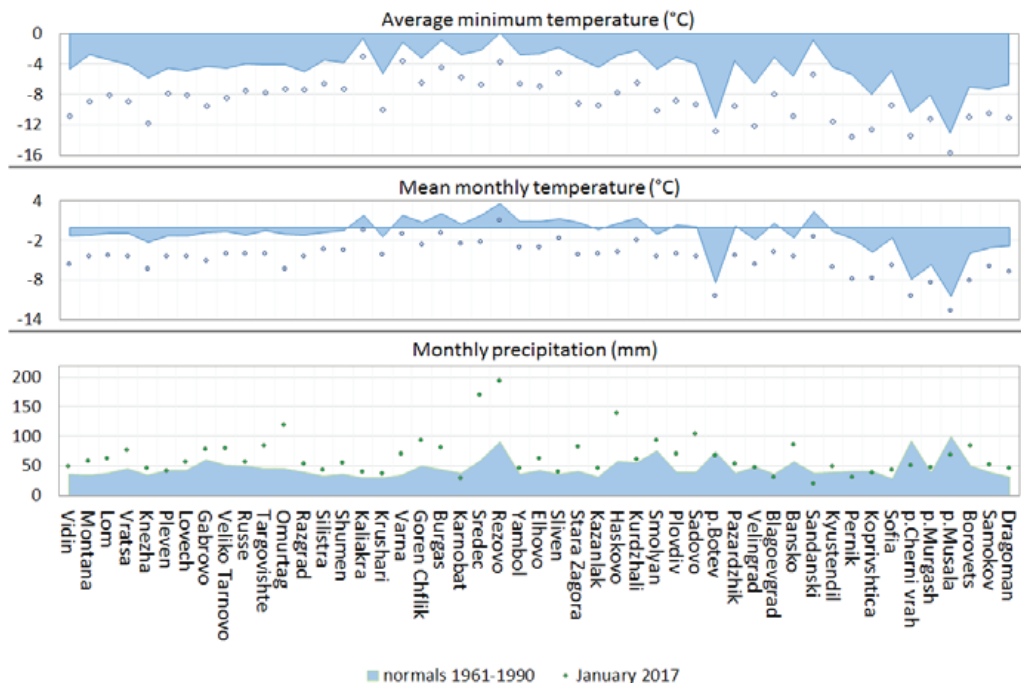 Average minimum temperature (°C)
0
-4
-8
-12
-16
Mean monthly temperature (°C)
4
-2
-8
-14
Monthly precipitation (mm)
200
150
100
50
0
Vidin
Montana
Lom
Vratsa
Knezha
Pleven
Lovech
Gabrovo
Veliko Tarnovo
Russe
Targovishte
Omurtag
Razgrad
Silistra
Shumen
Kaliakra
Krushari
Varna
Goren Chflik
Burgas
Karnobat
Sredec
Rezovo
Yambol
Elhovo
Sliven
Stara Zagora
Kazanlak
Haskovo
Kurdzhali
Smolyan
Plovdiv
Sadovo
p.Botev
Pazardzhik
Velingrad
Blagoevgrad
Bansko
Sandanski
Kyustendil
Pernik
Koprivhtica
Sofia
p.Cherni vrah
p.Murgash
p.Musala
Borovets
Samokov
Dragoman
normals 1961-1990
January 2017